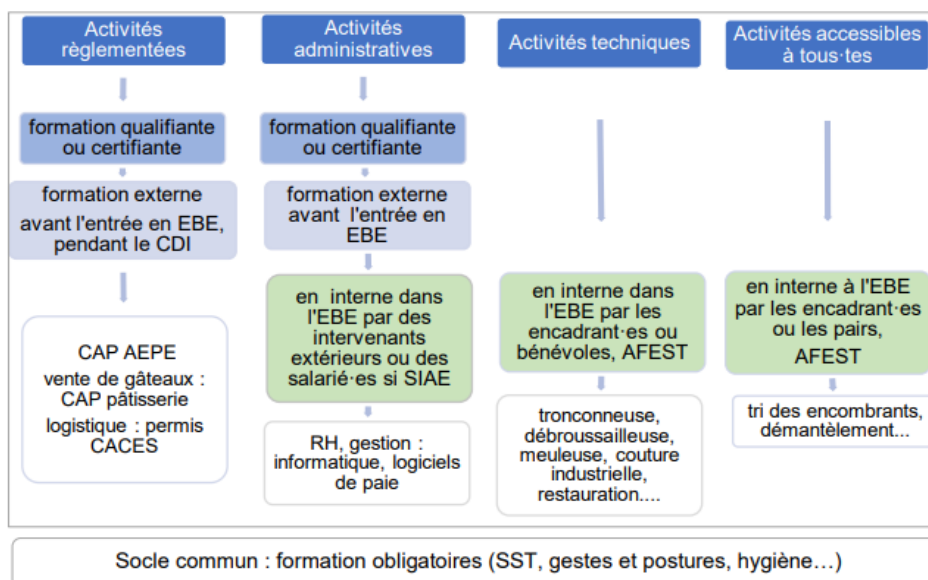 Activités
règlementées
formation qualifiante
ou certifiante
formation externe
avant l'entrée en EBE,
pendant le CDI
CAP AEPE
vente de gâteaux :
CAP pâtisserie
logistique : permis
CACES
Activités
administratives
formation qualifiante
ou certifiante
formation externe
avant l'entrée en
EBE
en interne dans
l'EBE par des
intervenants
extérieurs ou des
salarié·es si SIAE
RH, gestion :
informatique, logiciels
de paie
Activités techniques
en interne dans
l'EBE par les
encadrant·es ou
bénévoles, AFEST
tronconneuse,
débroussailleuse,
meuleuse, couture
industrielle,
restauration....
Activités accessibles
à tous·tes
en interne à l'EBE
par les encadrant·es
ou les pairs,
AFEST
tri des encombrants,
démantèlement...
Socle commun : formation obligatoires (SST, gestes et postures, hygiène…)